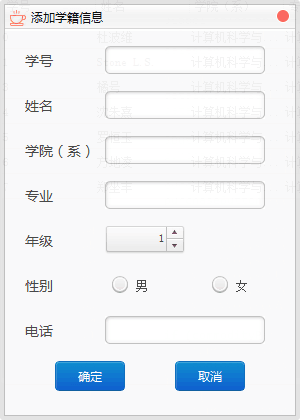 添加学籍信息
学号
姓名
学院（系）
专业
年级 1
性别 男 女
电话
确定 取消